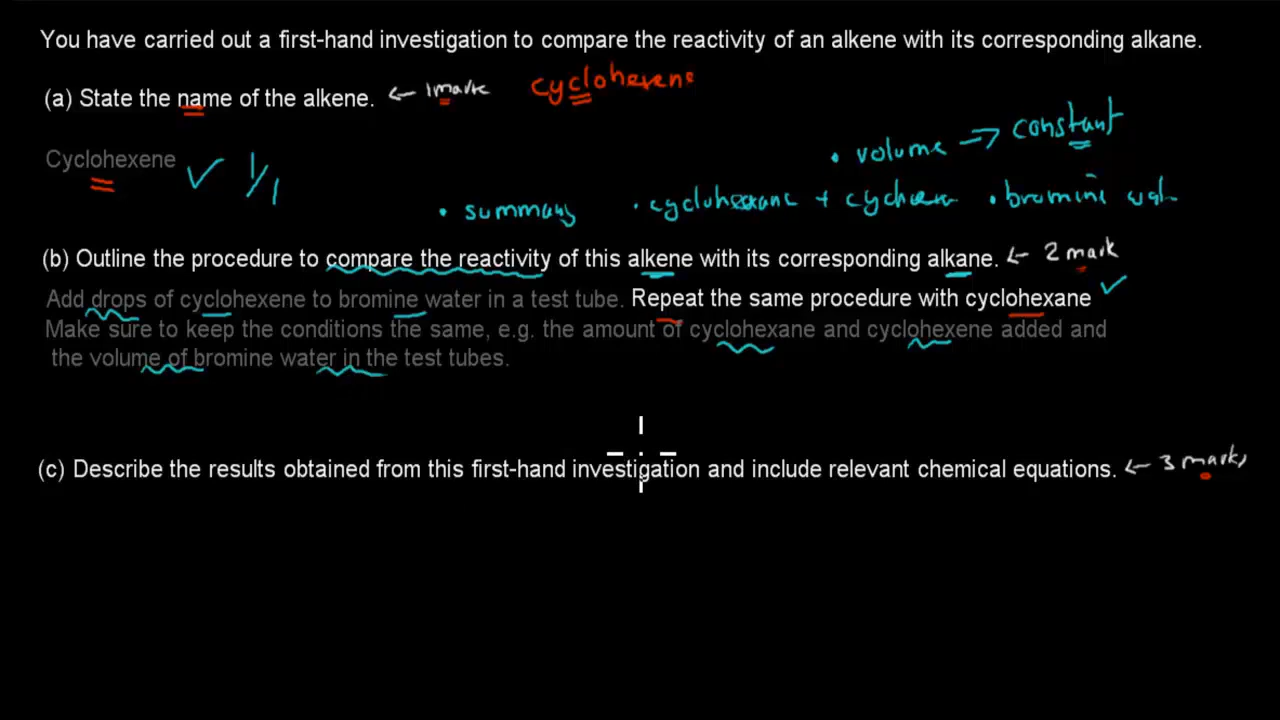 You have carried out a first-hand investigation to compare the reactivity of an alkene with its corresponding alkane.
(a) State the name of the alkene. ← 1 mark cyclohexene
Cyclohexene ✓ 1/1
• volume → constant
• summary • cyclohexane + • bromine
(b) Outline the procedure to compare the reactivity of this alkene with its corresponding alkane. ← 2 mark
Add drops of cyclohexene to bromine water in a test tube. Repeat the same procedure with cyclohexane ✓
Make sure to keep the conditions the same, e.g. the amount of cyclohexane and cyclohexene added and
the volume of bromine water in the test tubes.
(c) Describe the results obtained from this first-hand investigation and include relevant chemical equations. ← 3 marks